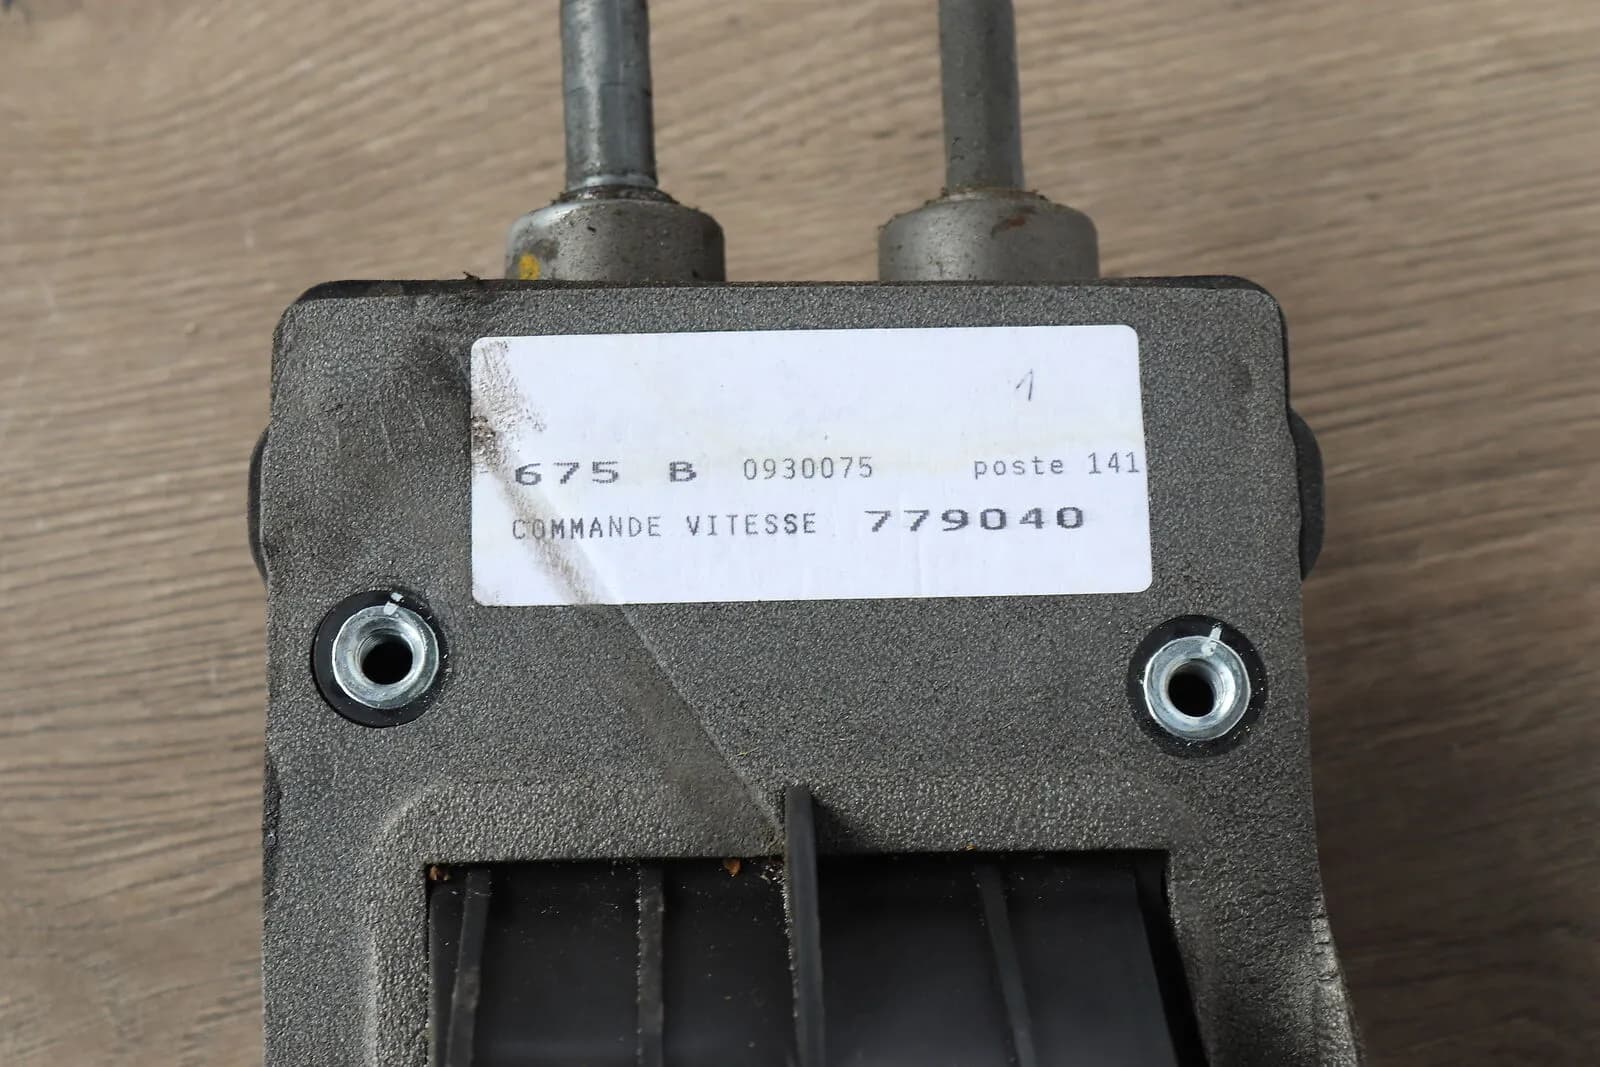 1
675 B 0930075 poste 141
COMMANDE VITESSE 779040